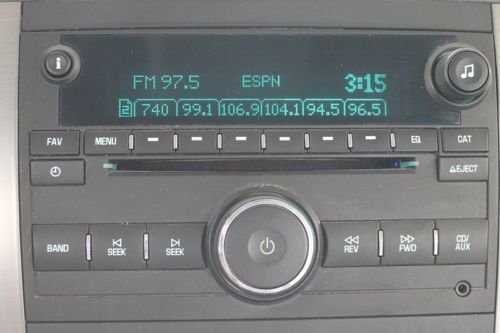 FM 97.5 ESPN 3:15
2 740 99.1 106.9 104.1 94.5 96.5
FAV MENU EQ CAT
EJECT
BAND SEEK SEEK REV FWD CD/AUX